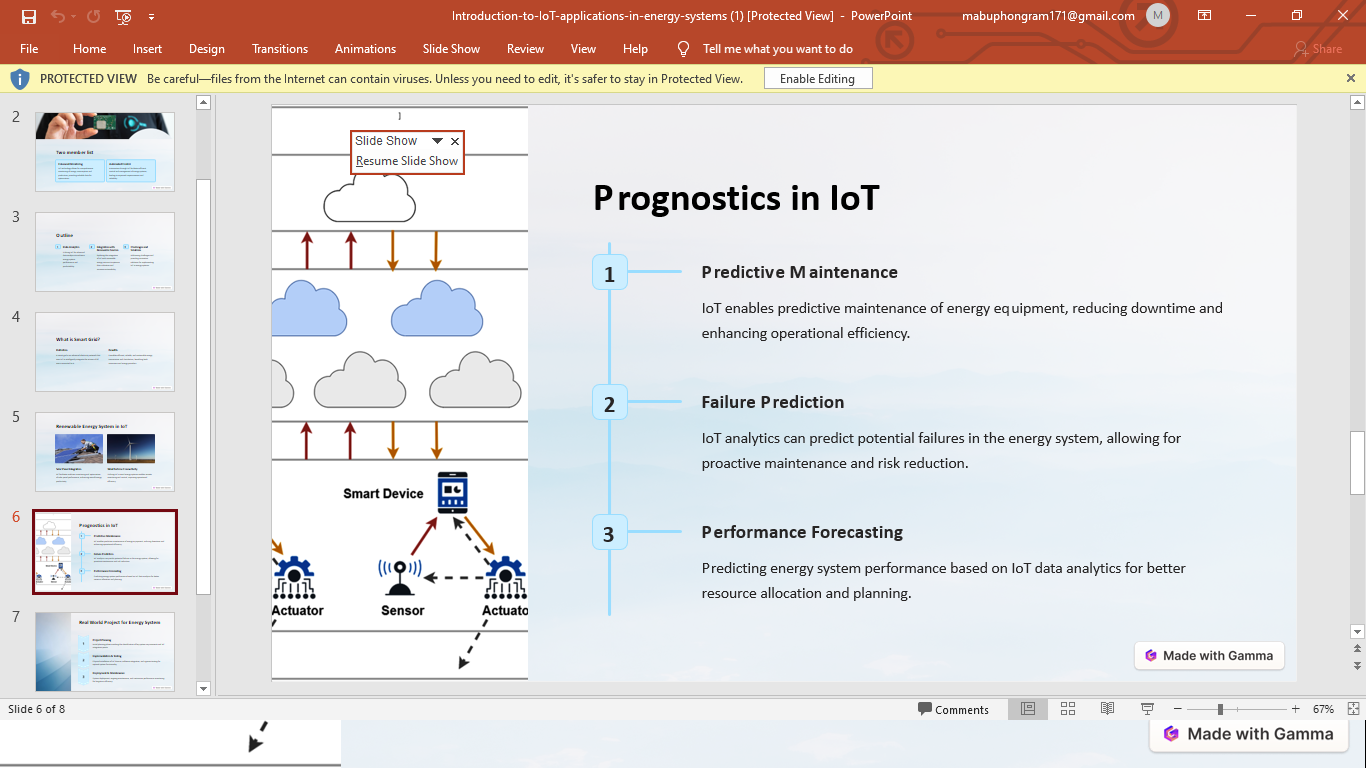 Introduction-to-IoT-applications-in-energy-systems (1) [Protected View] - PowerPoint
mabuphongram171@gmail.com
M
File
Home
Insert
Design
Transitions
Animations
Slide Show
Review
View
Help
Tell me what you want to do
Share
PROTECTED VIEW
Be careful—files from the Internet can contain viruses. Unless you need to edit, it's safer to stay in Protected View.
Enable Editing
2
Two member list
3
Outline
4
What is Smart Grid?
5
Renewable Energy System in IoT
6
Prognostics in IoT
7
Real World Project for Energy System
Slide Show
Resume Slide Show
Smart Device
Actuator
Sensor
Actuato
Prognostics in IoT
1
Predictive Maintenance
IoT enables predictive maintenance of energy equipment, reducing downtime and
enhancing operational efficiency.
2
Failure Prediction
IoT analytics can predict potential failures in the energy system, allowing for
proactive maintenance and risk reduction.
3
Performance Forecasting
Predicting energy system performance based on IoT data analytics for better
resource allocation and planning.
Made with Gamma
Slide 6 of 8
Comments
67%
Made with Gamma